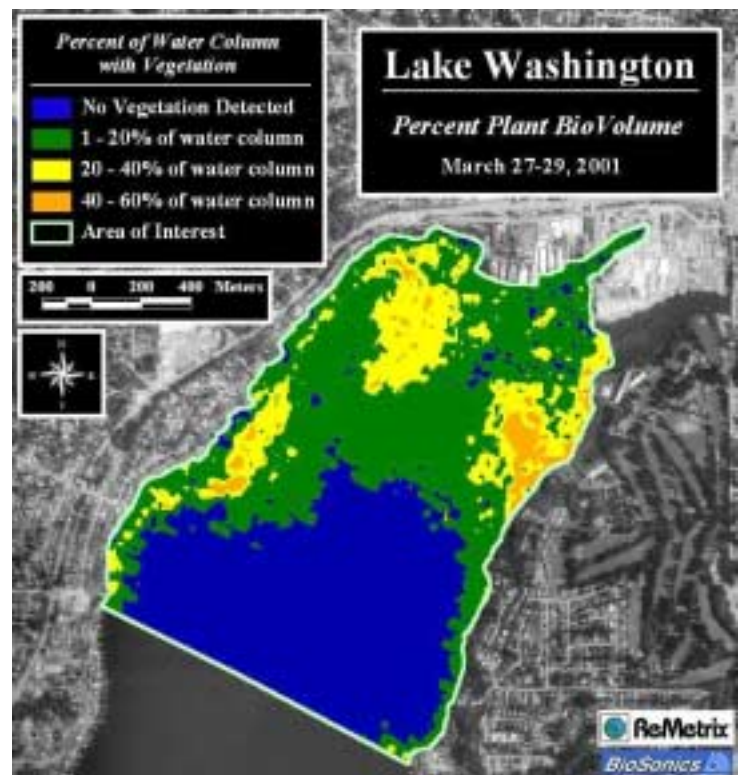 Percent of Water Column
with Vegetation
No Vegetation Detected
1 - 20% of water column
20 - 40% of water column
40 - 60% of water column
Area of Interest
Lake Washington
Percent Plant BioVolume
March 27-29, 2001
200 0 200 400 Meters
N
W E
ReMetrix
BioSonics